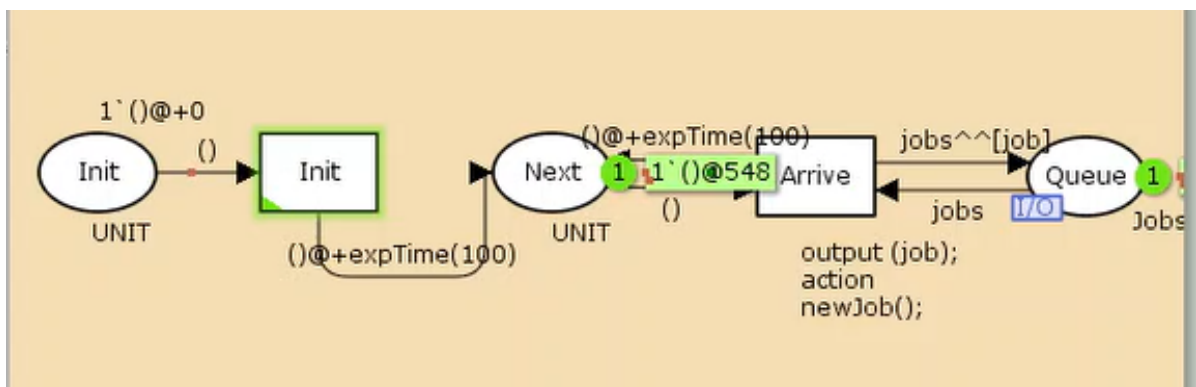 1`()@+0
()
Init
UNIT
Init
()@+expTime(100)
Next
UNIT
1
()@+expTime(100)
1`()@548
()
Arrive
output (job);
action
newJob();
jobs^^[job]
jobs
Queue
I/O
1
Jobs